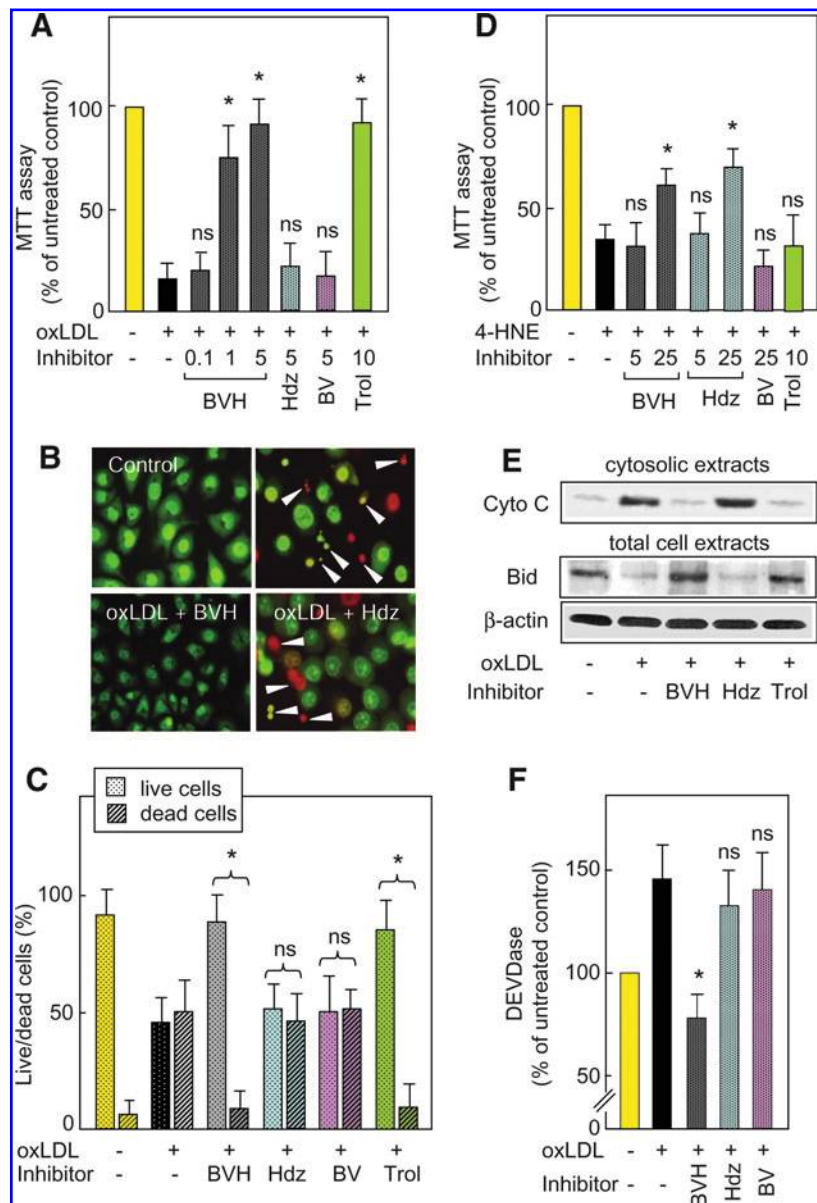 A
MTT assay
(% of untreated control)
100
50
0
*
*
*
ns
ns
ns
oxLDL - + + + + + + +
Inhibitor - - 0.1 1 5 5 5 10
BVH
Hdz
BV
Trol
D
MTT assay
(% of untreated control)
100
50
0
ns
*
ns
*
ns
ns
4-HNE - + + + + + + +
Inhibitor - - 5 25 5 25 25 10
BVH
Hdz
BV
Trol
B
Control
oxLDL + BVH
oxLDL + Hdz
E
cytosolic extracts
Cyto C
total cell extracts
Bid
β-actin
oxLDL - + + + +
Inhibitor - - BVH Hdz Trol
C
live cells
dead cells
Live/dead cells (%)
100
50
0
*
ns
ns
*
oxLDL - + + + + +
Inhibitor - - BVH Hdz BV Trol
F
DEVDase
(% of untreated control)
150
100
50
0
*
ns
ns
oxLDL - + + + +
Inhibitor - - BVH Hdz BV